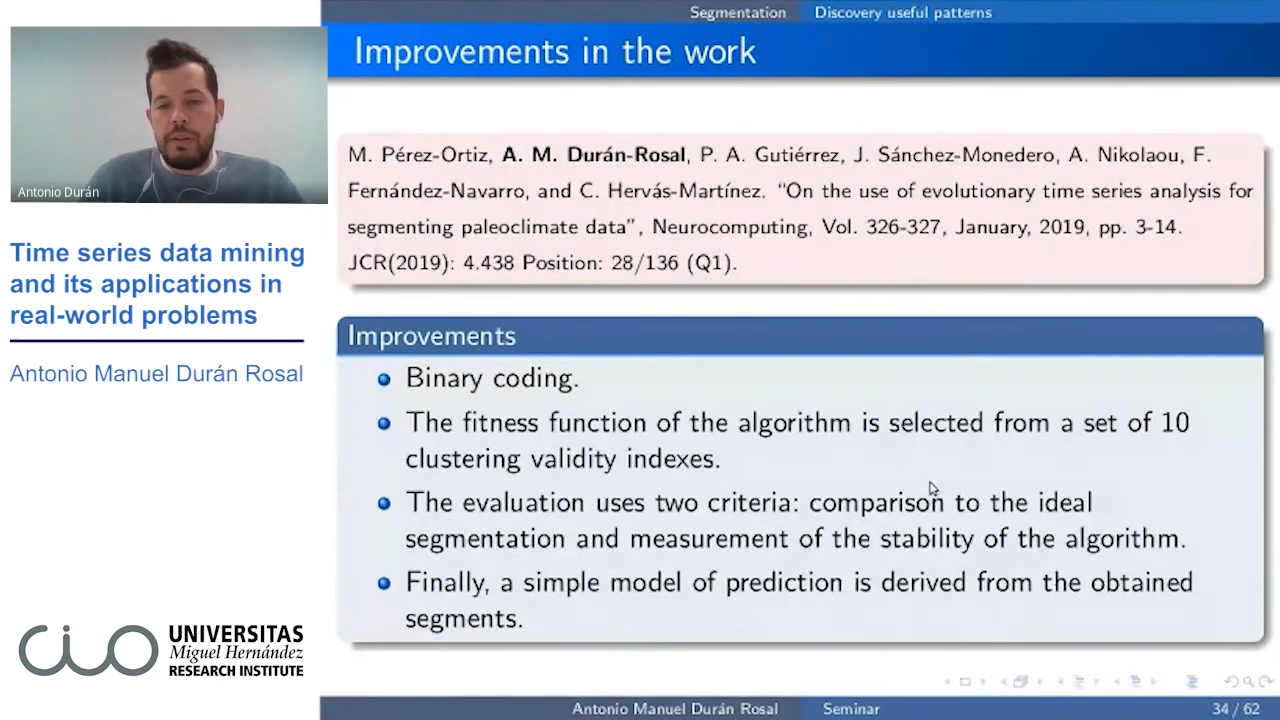 Segmentation Discovery useful patterns
Improvements in the work
Antonio Durán
Time series data mining
and its applications in
real-world problems
Antonio Manuel Durán Rosal
M. Pérez-Ortiz, A. M. Durán-Rosal, P. A. Gutiérrez, J. Sánchez-Monedero, A. Nikolaou, F.
Fernández-Navarro, and C. Hervás-Martínez. "On the use of evolutionary time series analysis for
segmenting paleoclimate data", Neurocomputing, Vol. 326-327, January, 2019, pp. 3-14.
JCR(2019): 4.438 Position: 28/136 (Q1).
Improvements
Binary coding.
The fitness function of the algorithm is selected from a set of 10
clustering validity indexes.
The evaluation uses two criteria: comparison to the ideal
segmentation and measurement of the stability of the algorithm.
Finally, a simple model of prediction is derived from the obtained
segments.
cio
UNIVERSITAS
Miguel Hernández
RESEARCH INSTITUTE
Antonio Manuel Durán Rosal Seminar 34 / 62